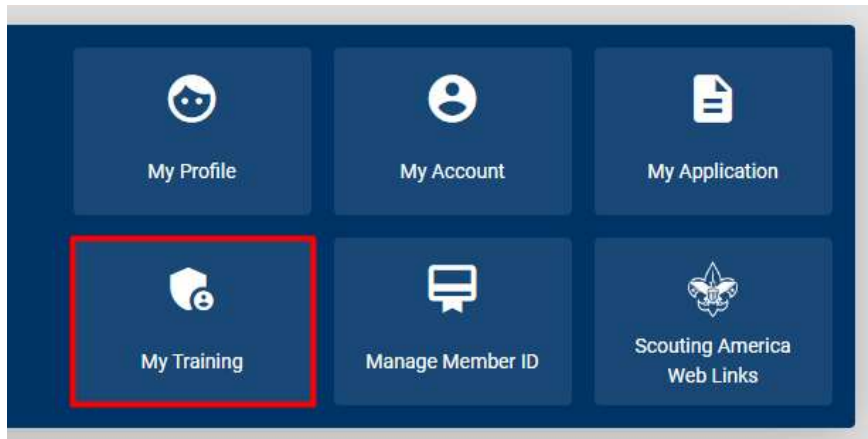 My Profile
My Account
My Application
My Training
Manage Member ID
Scouting America
Web Links